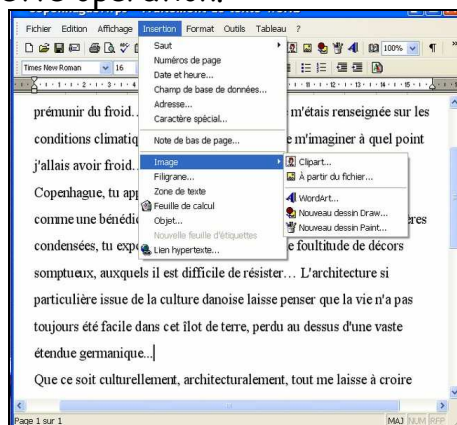 Fichier Edition Affichage Insertion Format Outils Tableau ?
100%
Times New Roman 16
Saut
Numéros de page
Date et heure...
Champ de base de données...
Adresse...
Caractère spécial...
Note de bas de page...
Image
Filigrane...
Zone de texte
Feuille de calcul
Objet...
Nouvelle feuille d'étiquettes
Lien hypertexte...
Clipart...
À partir du fichier...
WordArt...
Nouveau dessin Draw...
Nouveau dessin Paint...
prémunir du froid. m'étais renseignée sur les
conditions climatiq m'imaginer à quel point
j'allais avoir froid.
Copenhague, tu ap
comme une bénédic ères
condensées, tu exp foultitude de décors
somptueux, auxquels il est difficile de résister… L'architecture si
particulière issue de la culture danoise laisse penser que la vie n'a pas
toujours été facile dans cet îlot de terre, perdu au dessus d'une vaste
étendue germanique...
Que ce soit culturellement, architecturalement, tout me laisse à croire
Page 1 sur 1 MAJ NUM RFP